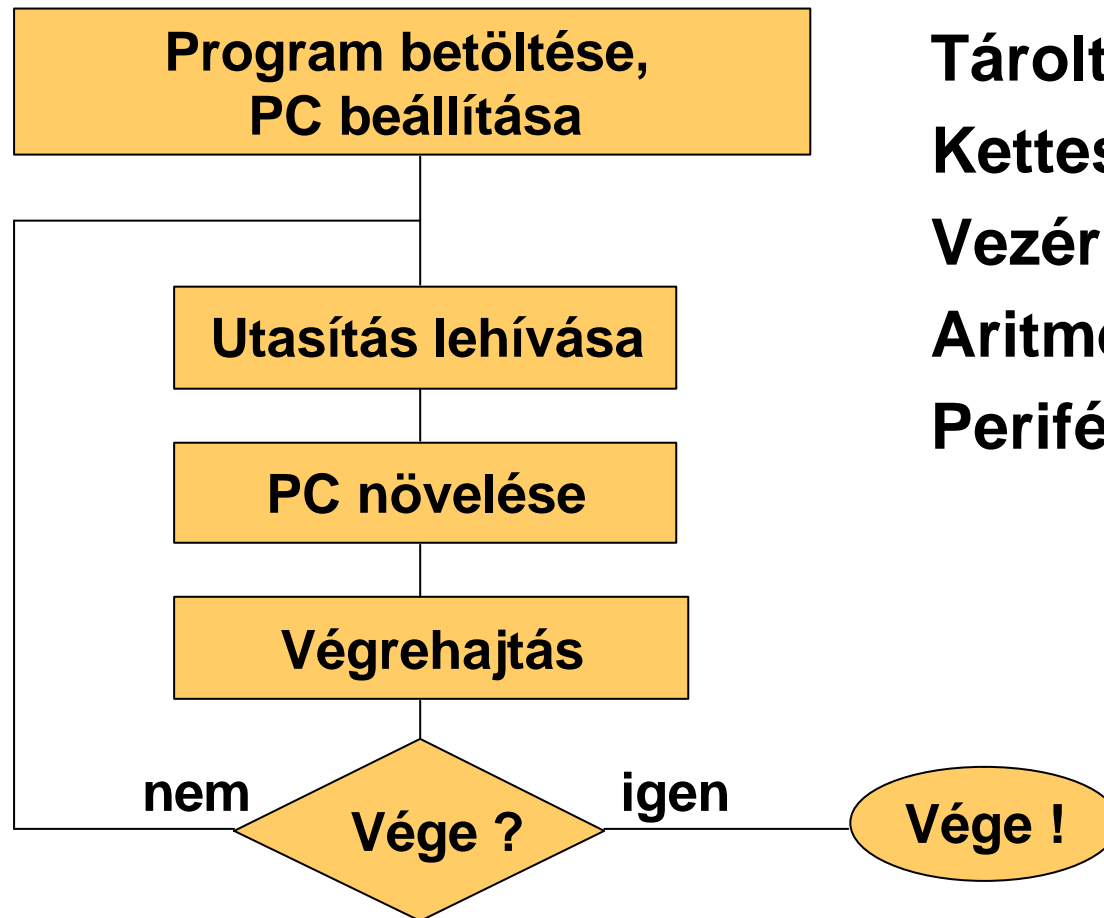 Program betöltése,
PC beállítása
Utasítás lehívása
PC növelése
Végrehajtás
nem
Vége ?
igen
Vége !
Tárolt
Kettes
Vezér
Aritme
Perifé